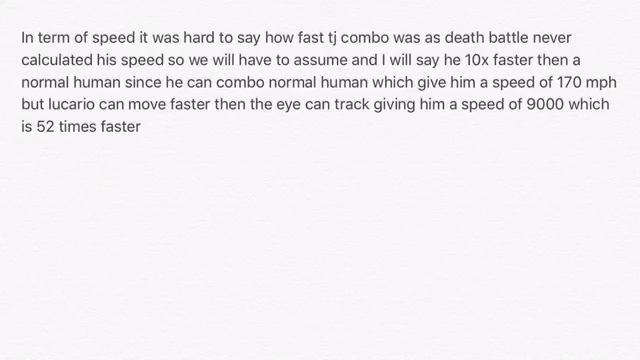 In term of speed it was hard to say how fast tj combo was as death battle never
calculated his speed so we will have to assume and I will say he 10x faster then a
normal human since he can combo normal human which give him a speed of 170 mph
but lucario can move faster then the eye can track giving him a speed of 9000 which
is 52 times faster